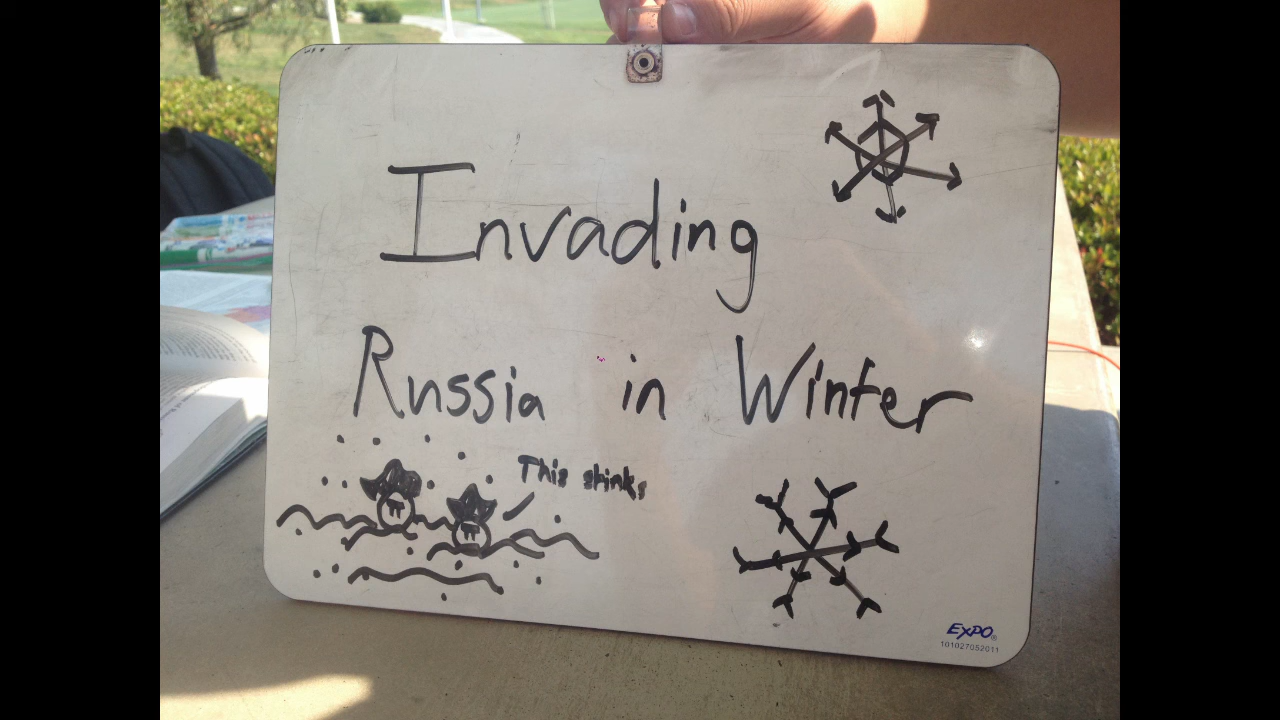 Invading
Russia in Winter
This stinks
EXPO®
101027052011